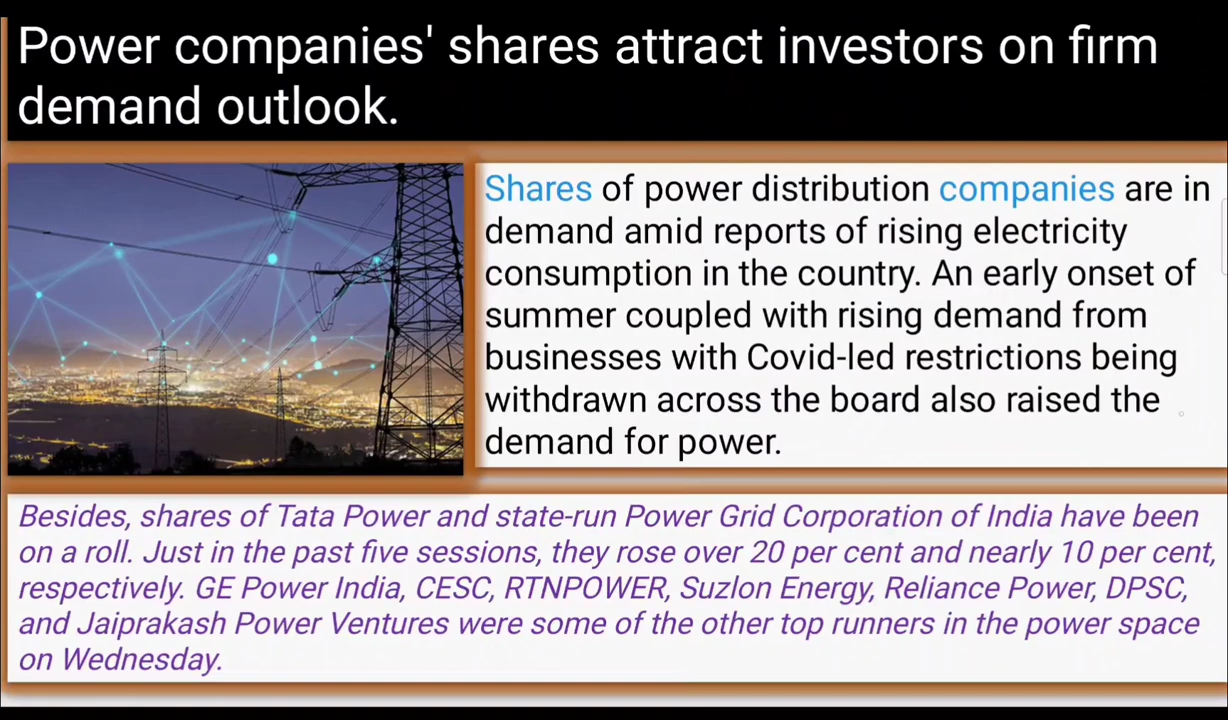 Power companies' shares attract investors on firm
demand outlook.
Shares of power distribution companies are in
demand amid reports of rising electricity
consumption in the country. An early onset of
summer coupled with rising demand from
businesses with Covid-led restrictions being
withdrawn across the board also raised the
demand for power.
Besides, shares of Tata Power and state-run Power Grid Corporation of India have been
on a roll. Just in the past five sessions, they rose over 20 per cent and nearly 10 per cent,
respectively. GE Power India, CESC, RTNPOWER, Suzlon Energy, Reliance Power, DPSC,
and Jaiprakash Power Ventures were some of the other top runners in the power space
on Wednesday.